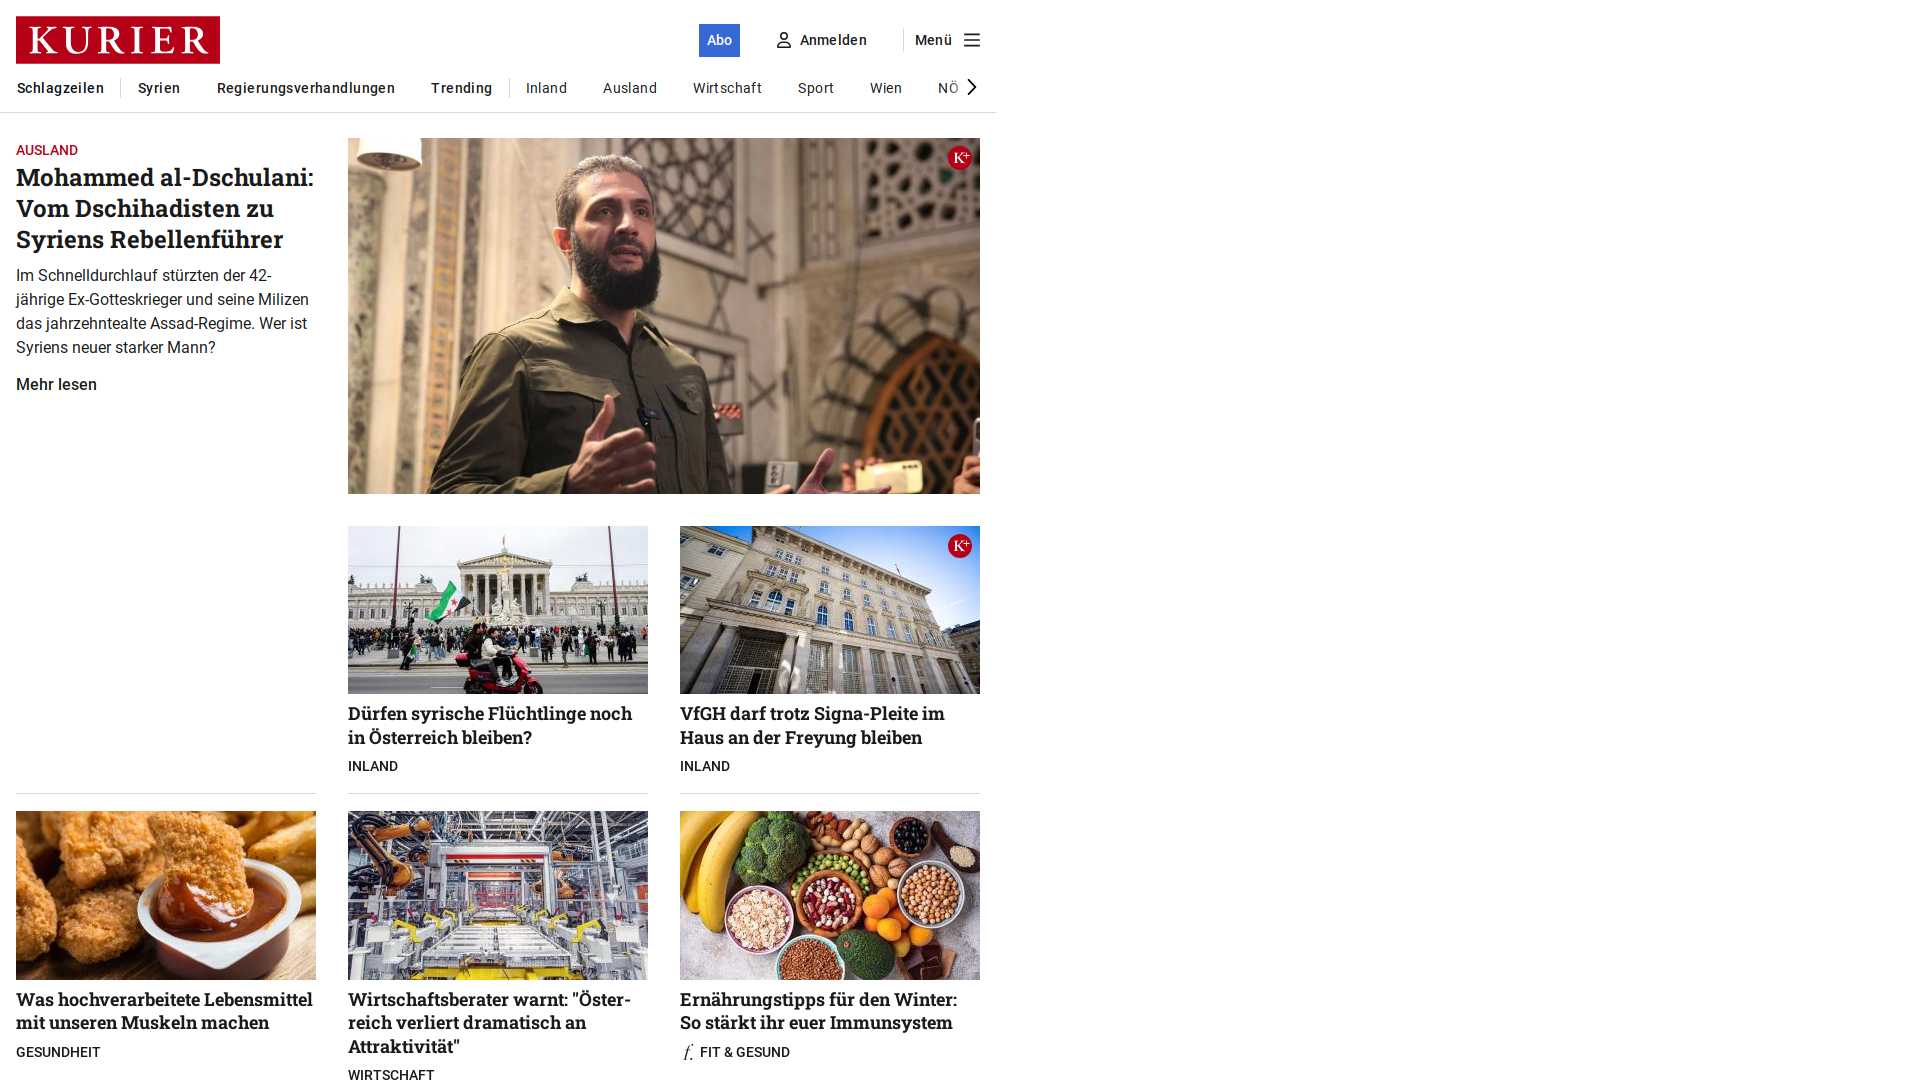 KURIER
Abo
Anmelden
Menü
Schlagzeilen
Syrien
Regierungsverhandlungen
Trending
Inland
Ausland
Wirtschaft
Sport
Wien
NÖ
AUSLAND
Mohammed al-Dschulani:
Vom Dschihadisten zu
Syriens Rebellenführer
Im Schnelldurchlauf stürzten der 42-
jährige Ex-Gotteskrieger und seine Milizen
das jahrzehntealte Assad-Regime. Wer ist
Syriens neuer starker Mann?
Mehr lesen
K+
K+
Dürfen syrische Flüchtlinge noch
in Österreich bleiben?
INLAND
VfGH darf trotz Signa-Pleite im
Haus an der Freyung bleiben
INLAND
Was hochverarbeitete Lebensmittel
mit unseren Muskeln machen
GESUNDHEIT
Wirtschaftsberater warnt: "Öster-
reich verliert dramatisch an
Attraktivität"
WIRTSCHAFT
Ernährungstipps für den Winter:
So stärkt ihr euer Immunsystem
f. FIT & GESUND